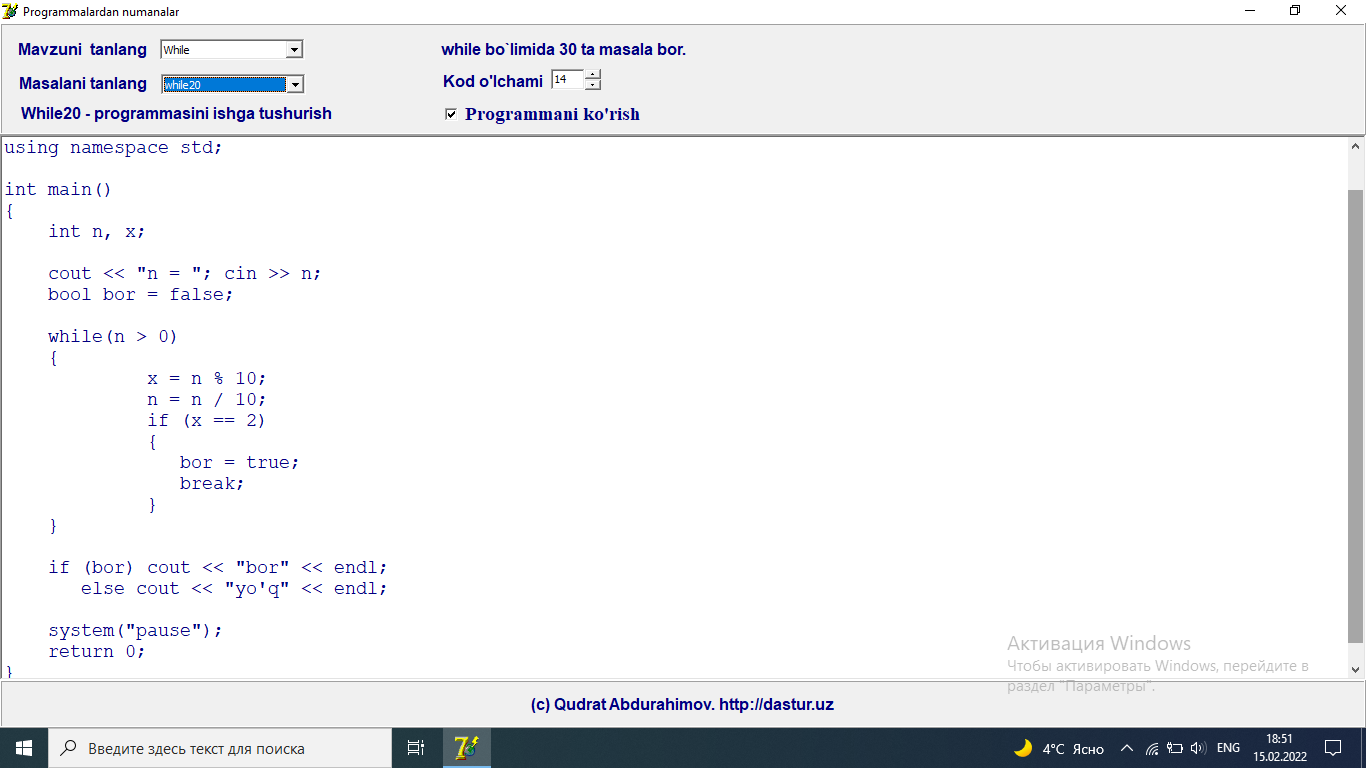 Programmalardan numanalar
Mavzuni tanlang While
while bo`limida 30 ta masala bor.
Masalani tanlang while20
Kod o'lchami 14
While20 - programmasini ishga tushurish
Programmani ko'rish
using namespace std;
int main()
{
int n, x;
cout << "n = "; cin >> n;
bool bor = false;
while(n > 0)
{
x = n % 10;
n = n / 10;
if (x == 2)
{
bor = true;
break;
}
}
if (bor) cout << "bor" << endl;
else cout << "yo'q" << endl;
system("pause");
return 0;
}
Активация Windows
Чтобы активировать Windows, перейдите в
раздел "Параметры".
(c) Qudrat Abdurahimov. http://dastur.uz
Введите здесь текст для поиска
4°C Ясно
ENG
18:51
15.02.2022